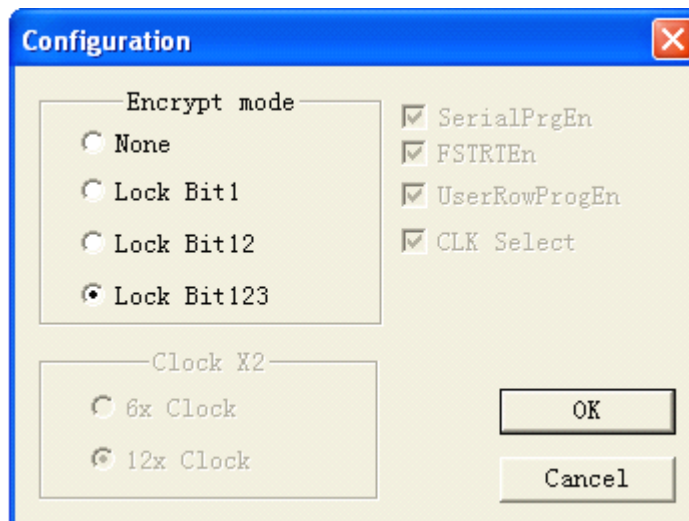 Configuration
Encrypt mode
None
Lock Bit1
Lock Bit12
Lock Bit123
SerialPrgEn
FSTRTEn
UserRowProgEn
CLK Select
Clock X2
6x Clock
12x Clock
OK
Cancel